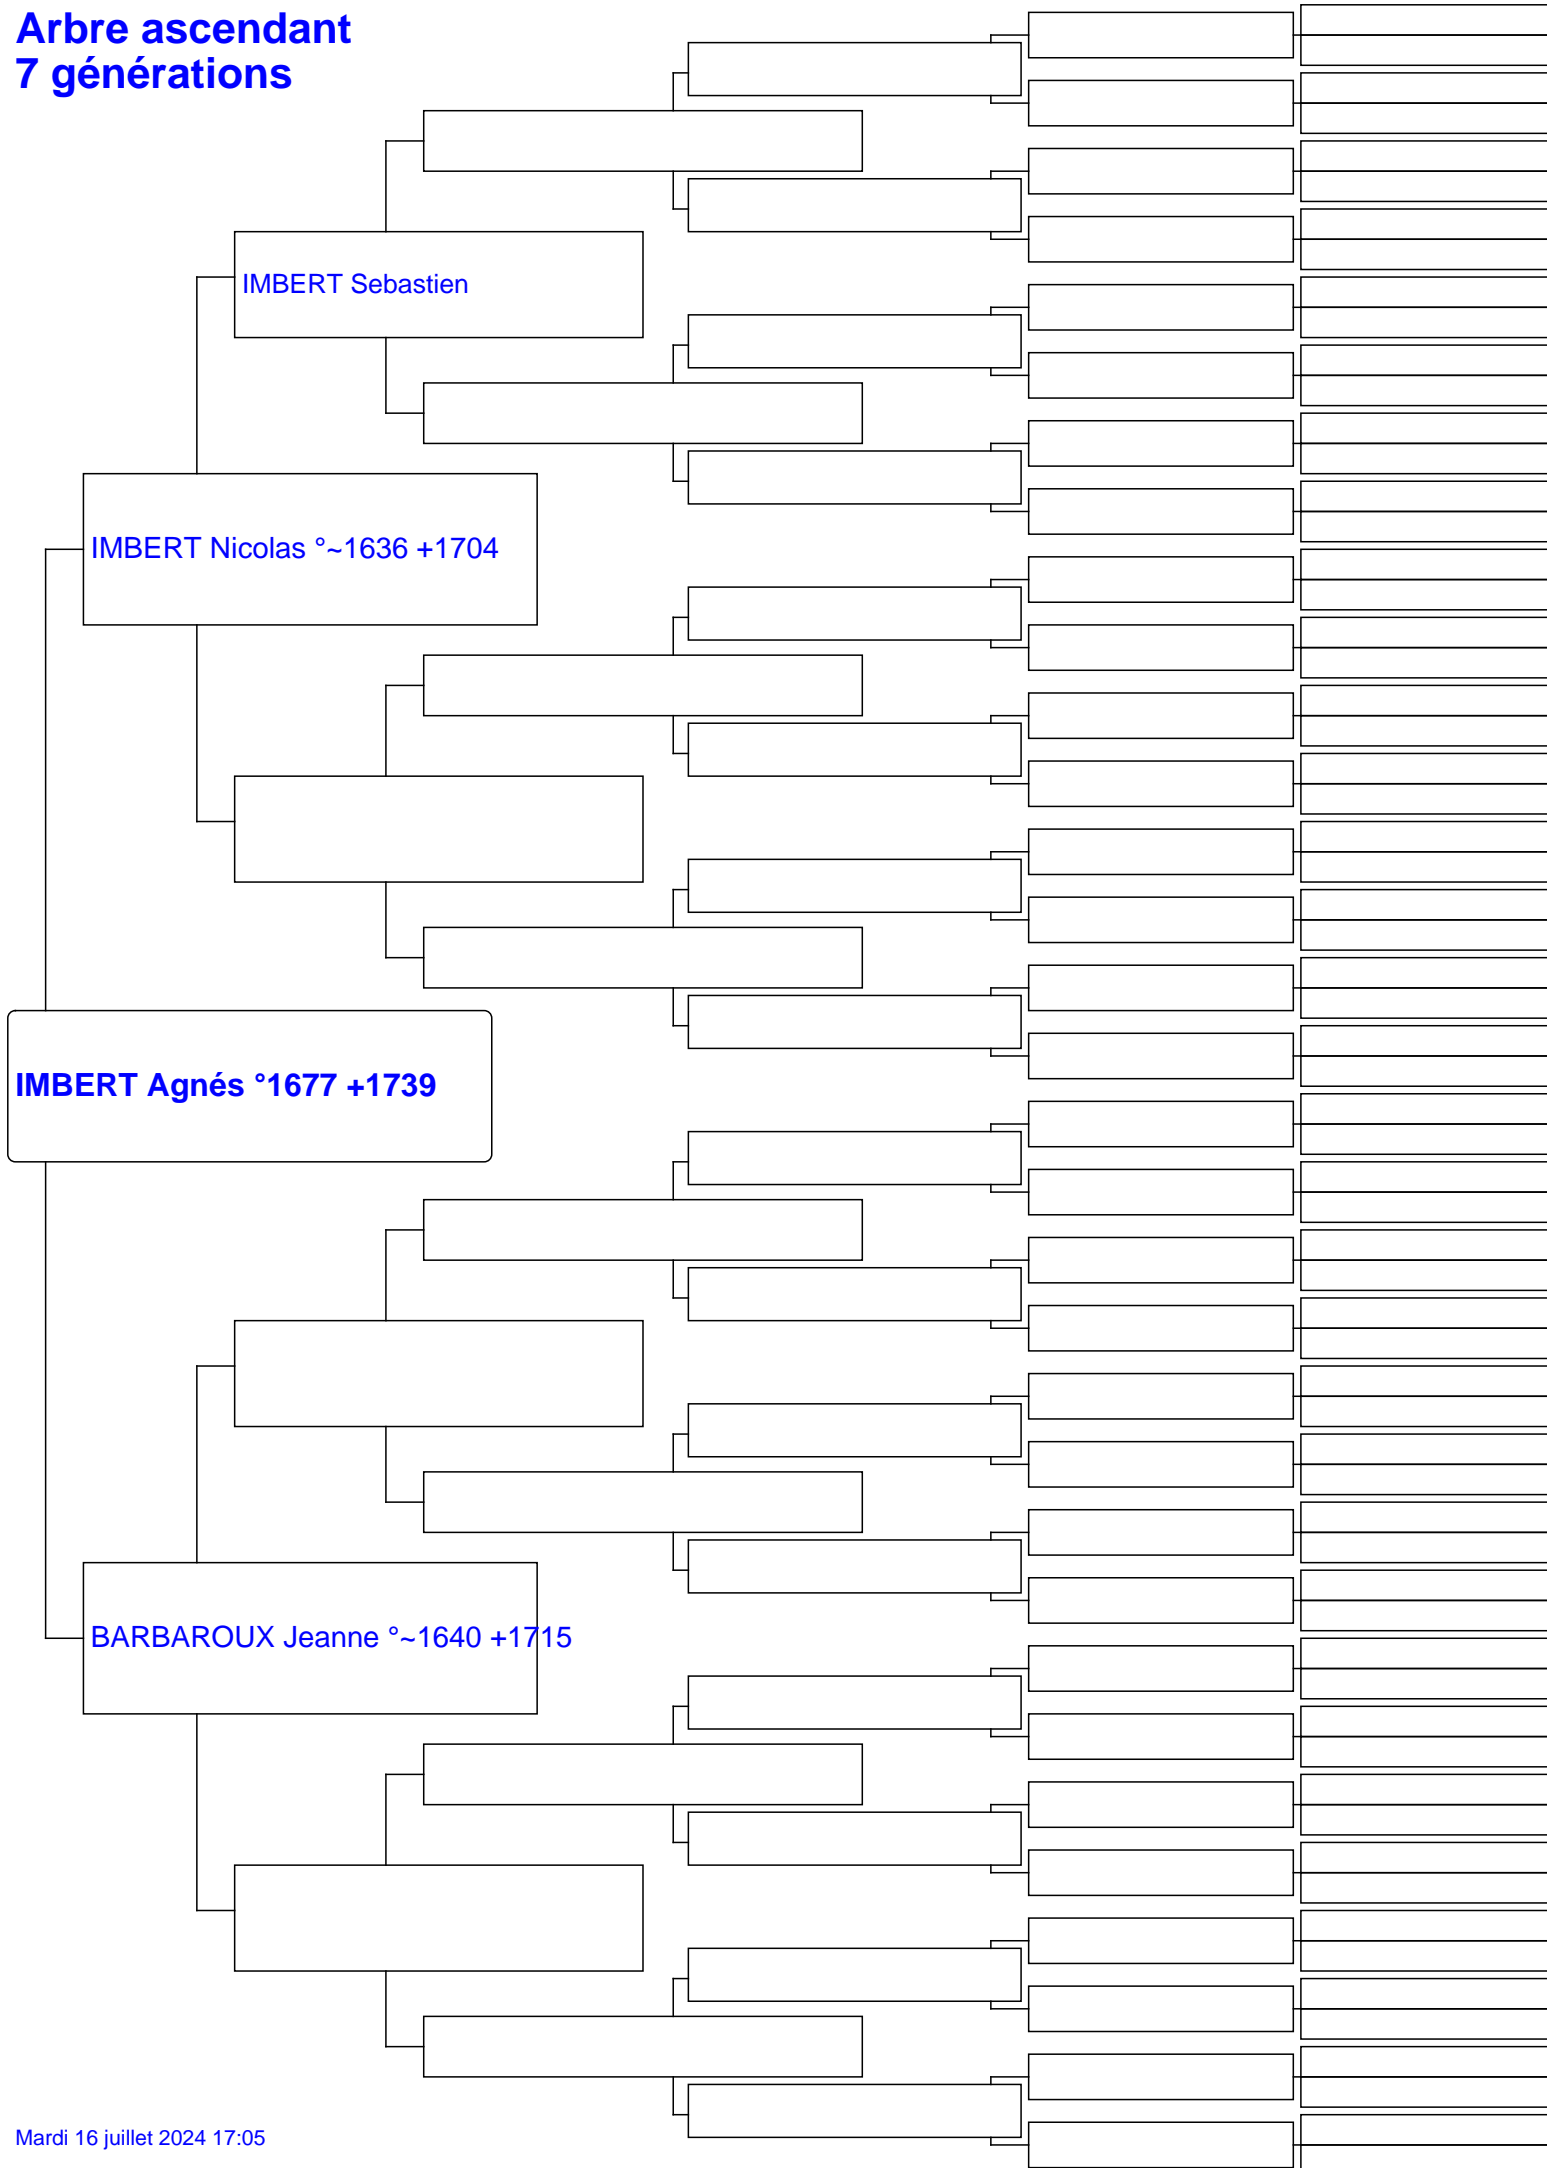 Arbre ascendant
7 générations
IMBERT Sebastien
IMBERT Nicolas °~1636 +1704
IMBERT Agnés °1677 +1739
BARBAROUX Jeanne °~1640 +1715
Mardi 16 juillet 2024 17:05